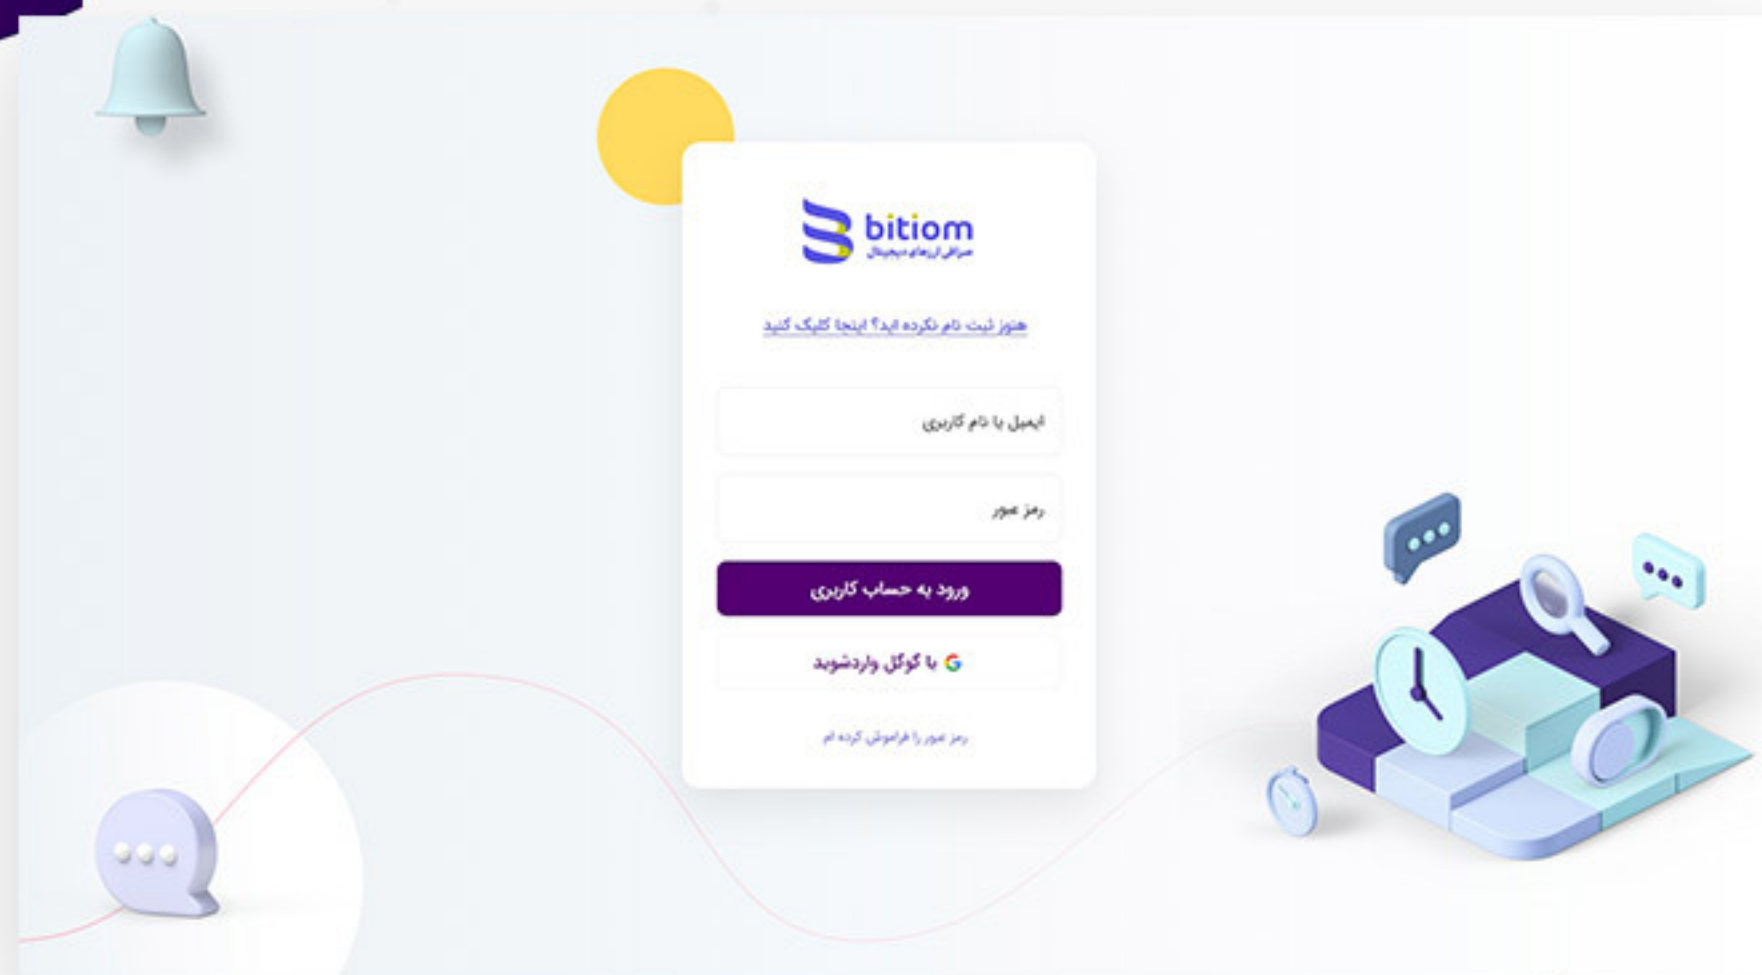 bitiom
صرافی ارزهای دیجیتال
هنوز ثبت نام نکرده اید؟ اینجا کلیک کنید
ایمیل یا نام کاربری
رمز عبور
ورود به حساب کاربری
با گوگل واردشوید
رمز عبور را فراموش کرده ام